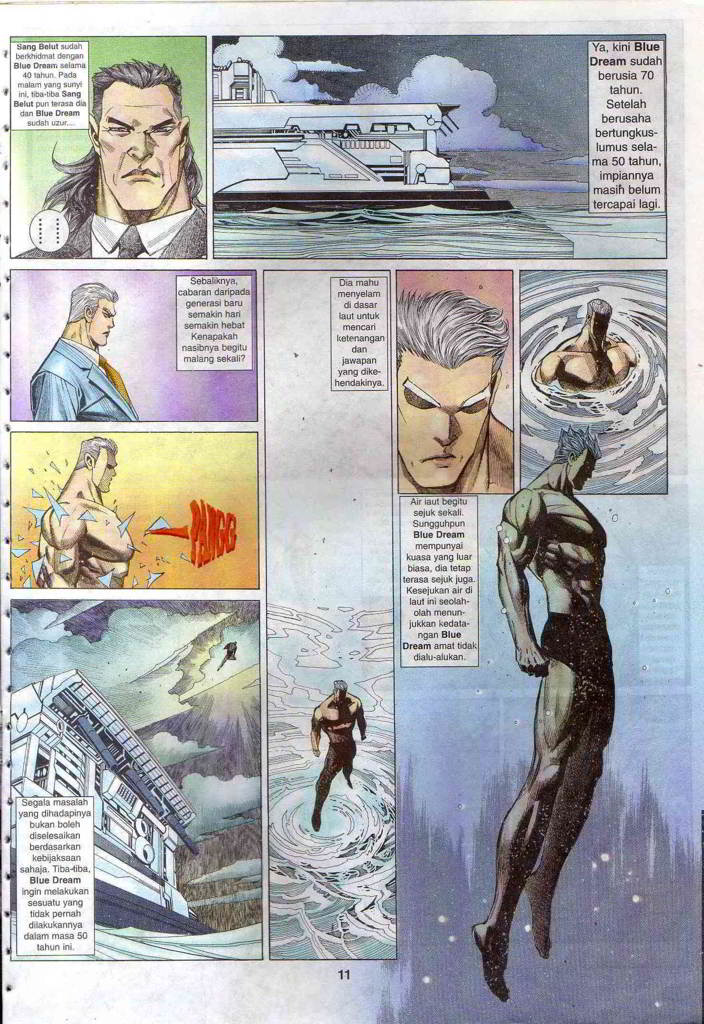 Sang Belut sudah
berkhidmat dengan
Blue Dream selama
40 tahun. Pada
malam yang sunyi
ini, tiba-tiba Sang
Belut pun terasa dia
dan Blue Dream
sudah uzur....
Ya, kini Blue
Dream sudah
berusia 70
tahun.
Setelah
berusaha
bertungkus-
lumus sela-
ma 50 tahun,
impiannya
masih belum
tercapai lagi.
Sebaliknya,
cabaran daripada
generasi baru
semakin hari
semakin hebat
Kenapakah
nasibnya begitu
malang sekali?
PANGG
Segala masalah
yang dihadapinya
bukan boleh
diselesaikan
berdasarkan
kebijaksaan
sahaja. Tiba-tiba,
Blue Dream
ingin melakukan
sesuatu yang
tidak pernah
dilakukannya
dalam masa 50
tahun ini.
Dia mahu
menyelam
di dasar
laut untuk
mencari
ketenangan
dan
jawapan
yang dike-
hendakinya.
Air laut begitu
sejuk sekali.
Sungguhpun
Blue Dream
mempunyai
kuasa yang luar
biasa, dia tetap
terasa sejuk juga.
Kesejukan air di
laut ini seolah-
olah menun-
jukkan kedata-
ngan Blue
Dream amat tidak
dialu-alukan.
11